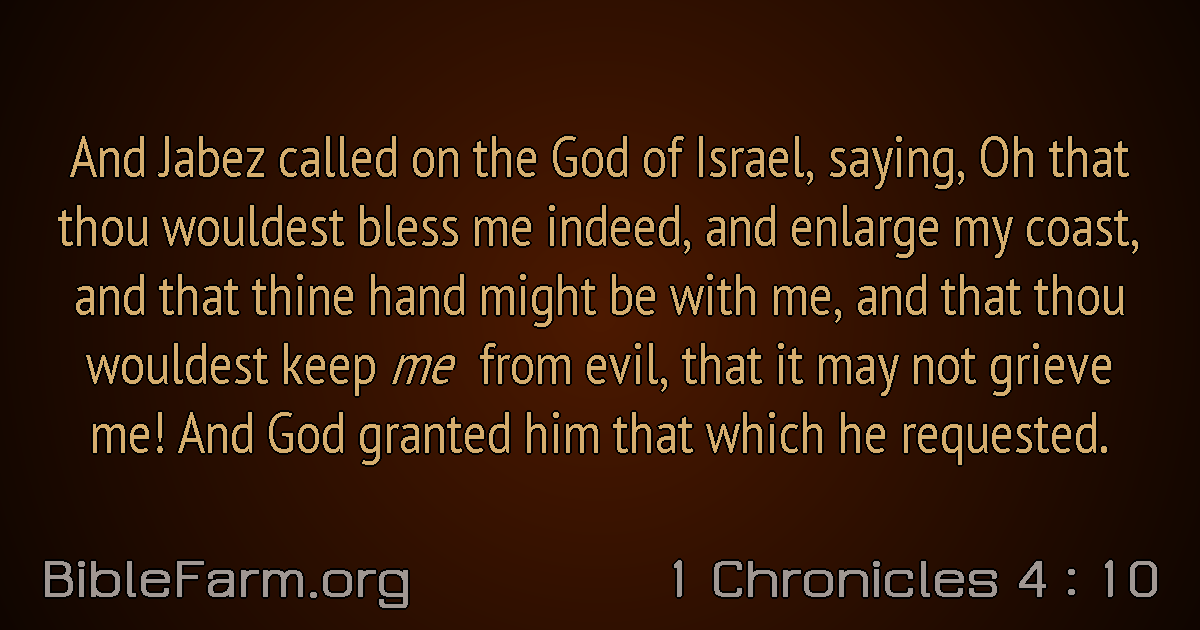 And Jabez called on the God of Israel, saying, Oh that
thou wouldest bless me indeed, and enlarge my coast,
and that thine hand might be with me, and that thou
wouldest keep me from evil, that it may not grieve
me! And God granted him that which he requested.
BibleFarm.org
1 Chronicles 4 : 10